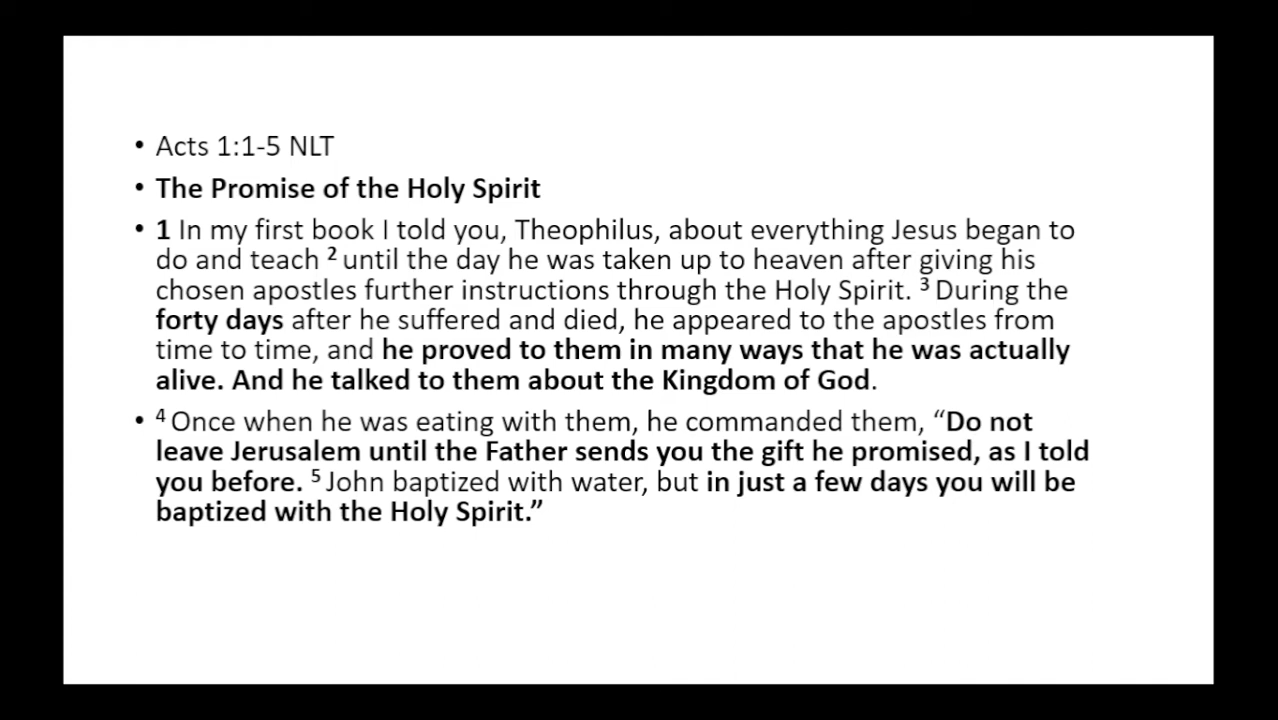 • Acts 1:1-5 NLT
• The Promise of the Holy Spirit
• 1 In my first book I told you, Theophilus, about everything Jesus began to
do and teach 2 until the day he was taken up to heaven after giving his
chosen apostles further instructions through the Holy Spirit. 3 During the
forty days after he suffered and died, he appeared to the apostles from
time to time, and he proved to them in many ways that he was actually
alive. And he talked to them about the Kingdom of God.
• 4 Once when he was eating with them, he commanded them, “Do not
leave Jerusalem until the Father sends you the gift he promised, as I told
you before. 5 John baptized with water, but in just a few days you will be
baptized with the Holy Spirit.”